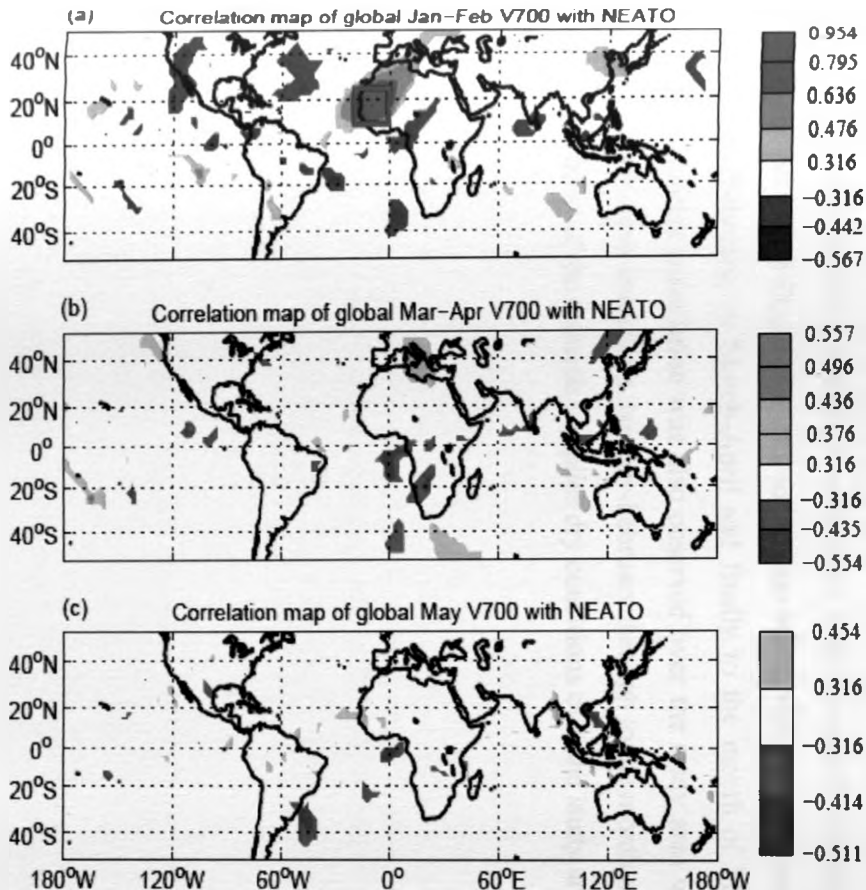 (a) Correlation map of global Jan-Feb V700 with NEATO
40°N
20°N
0°
20°S
40°S
0.954
0.795
0.636
0.476
0.316
−0.316
−0.442
−0.567
(b) Correlation map of global Mar-Apr V700 with NEATO
40°N
20°N
0°
20°S
40°S
0.557
0.496
0.436
0.376
0.316
−0.316
−0.435
−0.554
(c) Correlation map of global May V700 with NEATO
40°N
20°N
0°
20°S
40°S
0.454
0.316
−0.316
−0.414
−0.511
180°W 120°W 60°W 0° 60°E 120°E 180°W